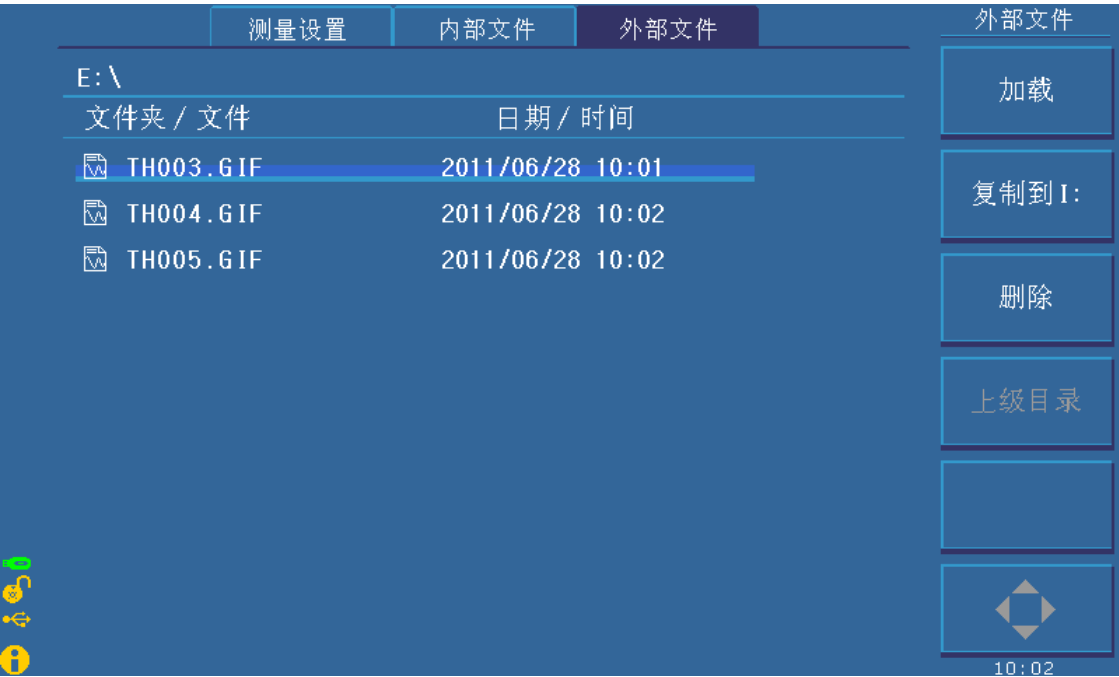 测量设置 内部文件 外部文件 外部文件
E:\
文件夹 / 文件 日期/ 时间
TH003.GIF 2011/06/28 10:01
TH004.GIF 2011/06/28 10:02
TH005.GIF 2011/06/28 10:02
加载
复制到I:
删除
上级目录
10:02